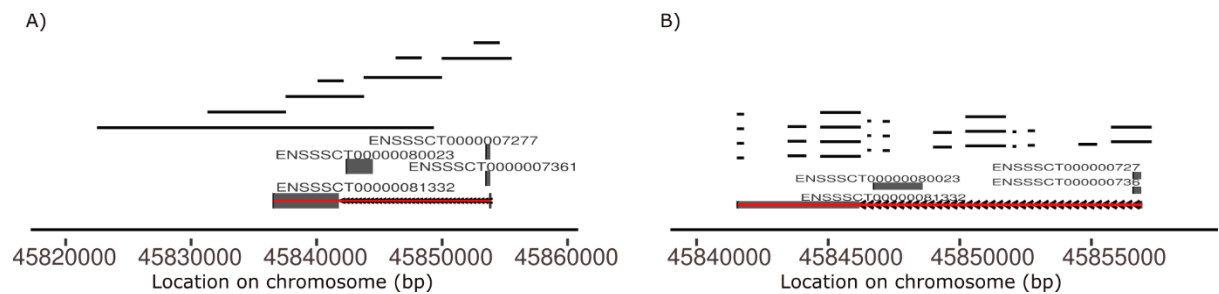 A)
ENSSSCT0000007277
ENSSSCT00000080023
ENSSSCT0000007361
ENSSSCT00000081332
45820000 45830000 45840000 45850000 45860000
Location on chromosome (bp)
B)
ENSSSCT000000727
ENSSSCT00000080023
ENSSSCT000000736
ENSSSCT00000081332
45840000 45845000 45850000 45855000
Location on chromosome (bp)